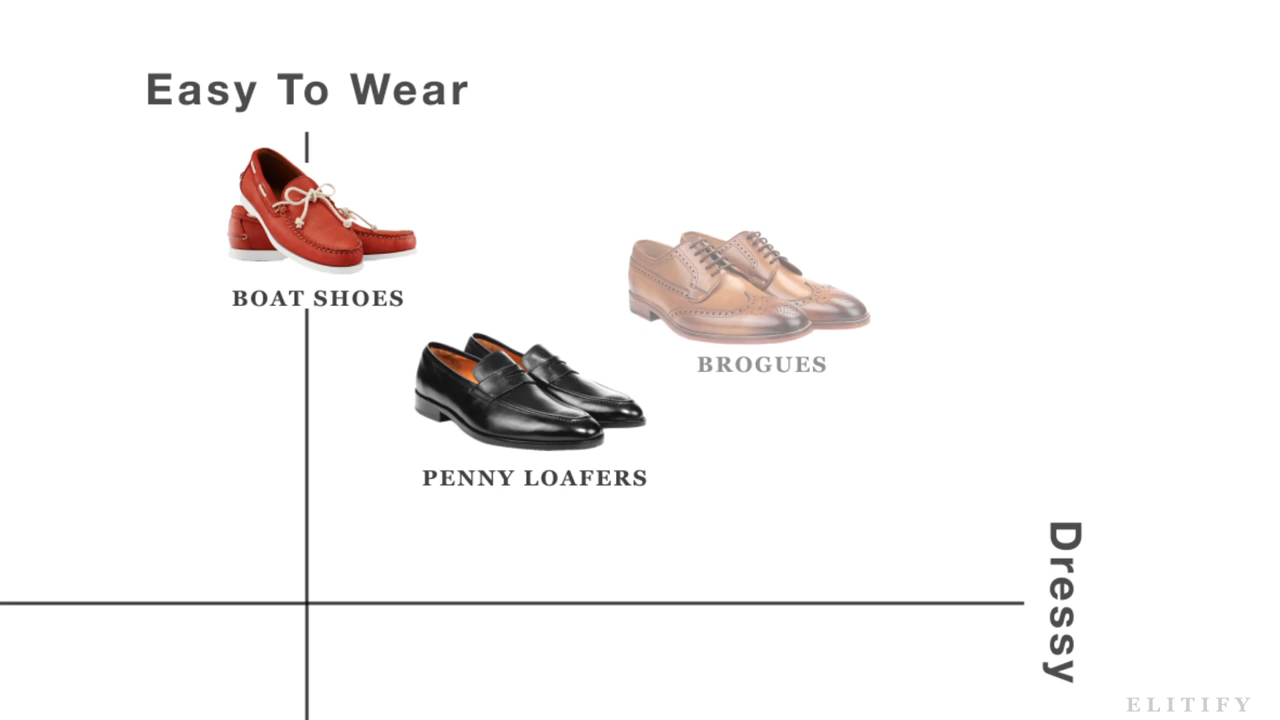 Easy To Wear
BOAT SHOES
BROGUES
PENNY LOAFERS
Dressy
ELITIFY